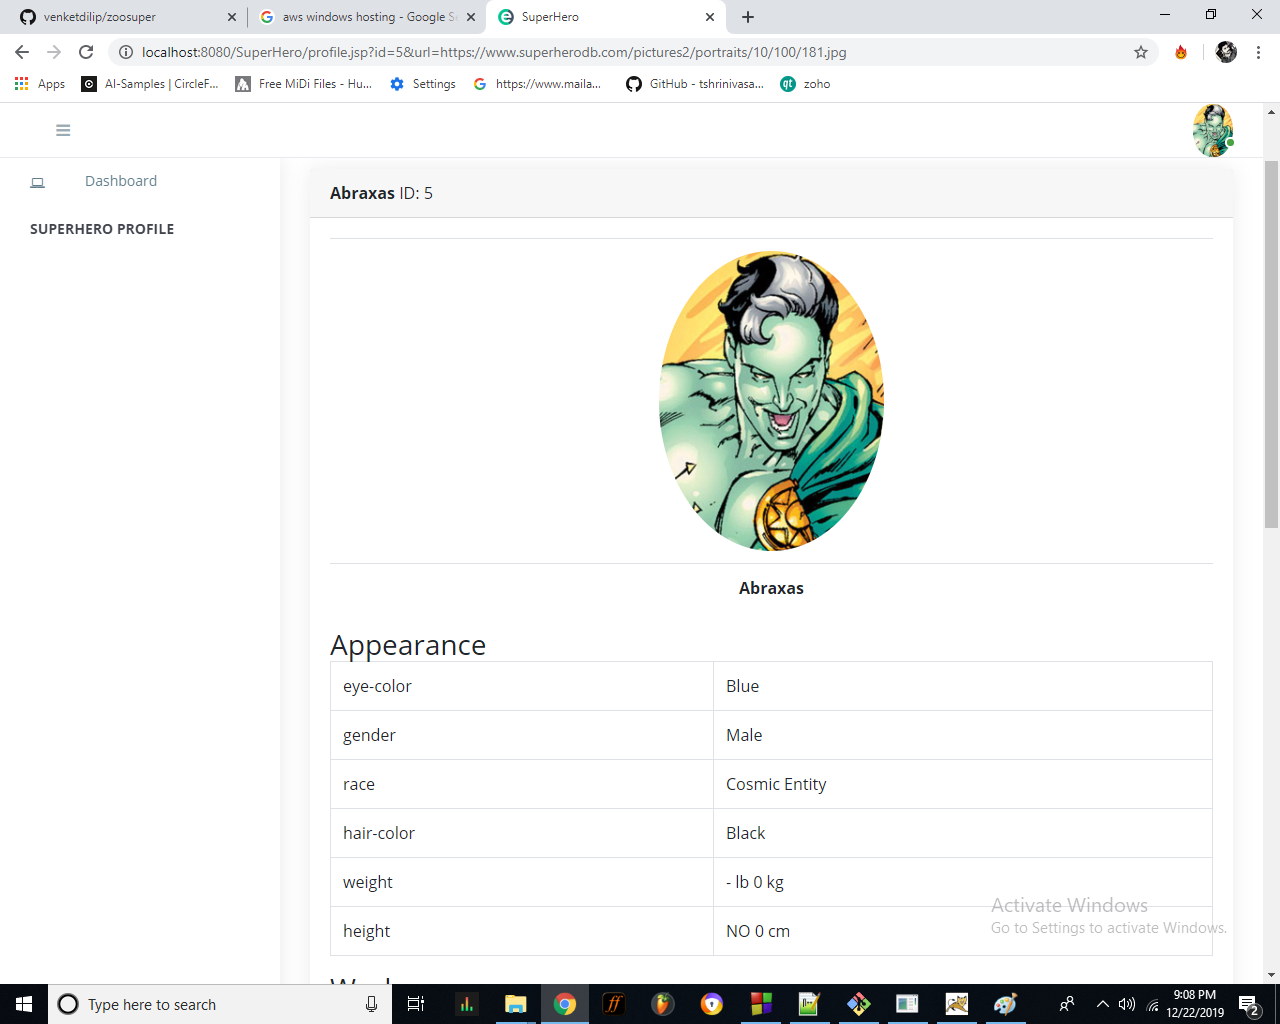 venketdilip/zoosuper
aws windows hosting - Google S
SuperHero
localhost:8080/SuperHero/profile.jsp?id=5&url=https://www.superherodb.com/pictures2/portraits/10/100/181.jpg
Apps
AI-Samples | CircleF...
Free MiDi Files - Hu...
Settings
https://www.maila...
GitHub - tshrinivasa...
qt
zoho
Dashboard
SUPERHERO PROFILE
Abraxas ID: 5
Abraxas
Appearance
eye-color Blue
gender Male
race Cosmic Entity
hair-color Black
weight - lb 0 kg
height NO 0 cm
Activate Windows
Go to Settings to activate Windows.
Type here to search
ff
9:08 PM
12/22/2019
2